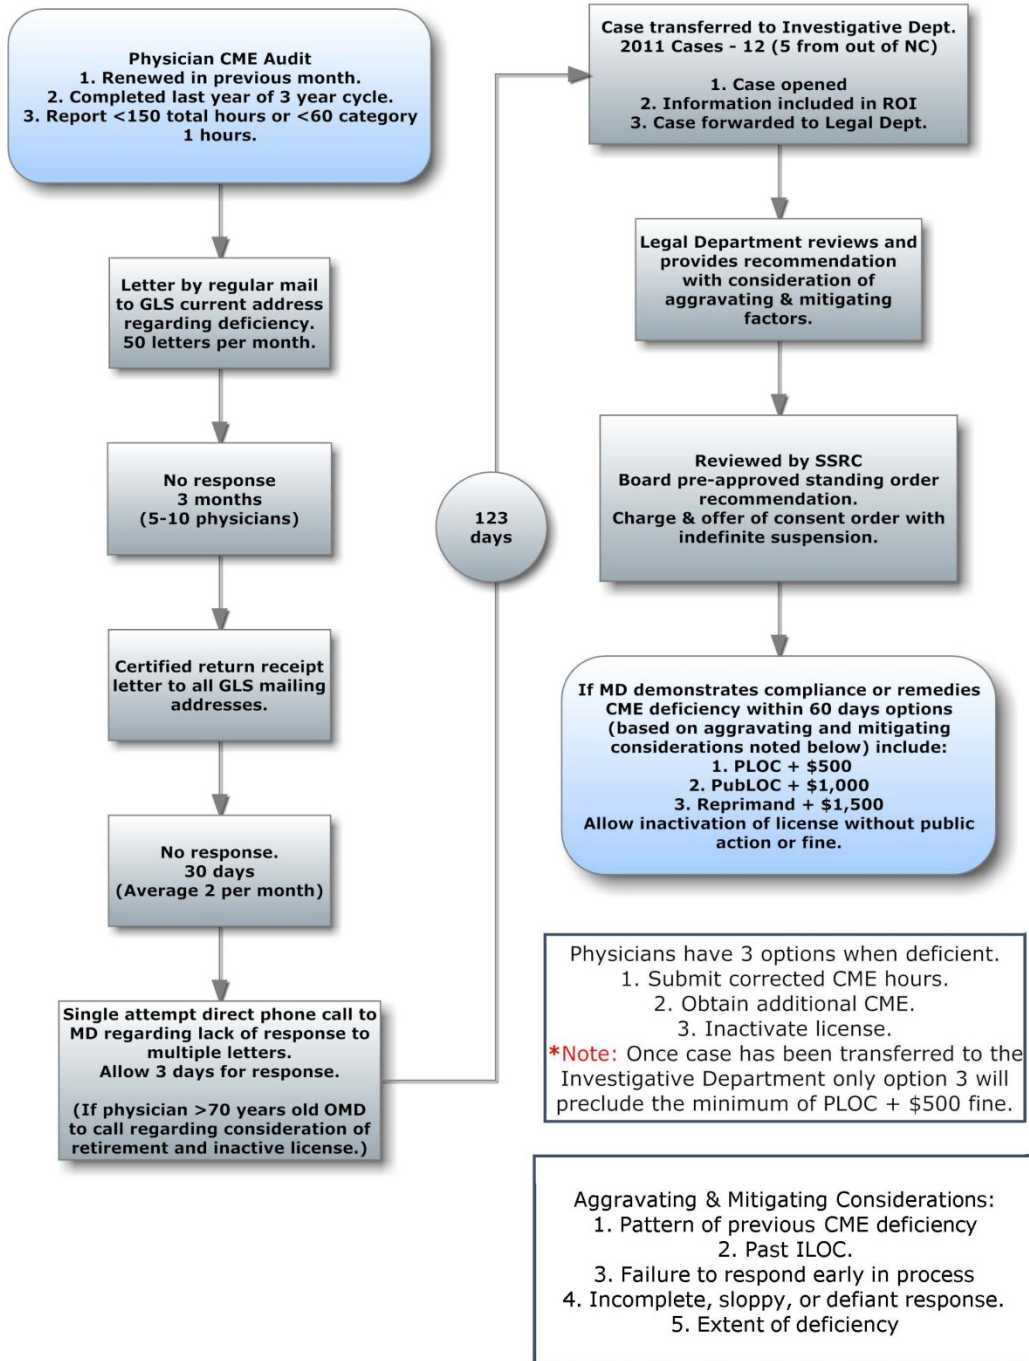 Physician CME Audit
1. Renewed in previous month.
2. Completed last year of 3 year cycle.
3. Report <150 total hours or <60 category
1 hours.
Letter by regular mail
to GLS current address
regarding deficiency.
50 letters per month.
No response
3 months
(5-10 physicians)
Certified return receipt
letter to all GLS mailing
addresses.
No response.
30 days
(Average 2 per month)
Single attempt direct phone call to
MD regarding lack of response to
multiple letters.
Allow 3 days for response.
(If physician >70 years old OMD
to call regarding consideration of
retirement and inactive license.)
123
days
Case transferred to Investigative Dept.
2011 Cases - 12 (5 from out of NC)
1. Case opened
2. Information included in ROI
3. Case forwarded to Legal Dept.
Legal Department reviews and
provides recommendation
with consideration of
aggravating & mitigating
factors.
Reviewed by SSRC
Board pre-approved standing order
recommendation.
Charge & offer of consent order with
indefinite suspension.
If MD demonstrates compliance or remedies
CME deficiency within 60 days options
(based on aggravating and mitigating
considerations noted below) include:
1. PLOC + $500
2. PubLOC + $1,000
3. Reprimand + $1,500
Allow inactivation of license without public
action or fine.
Physicians have 3 options when deficient.
1. Submit corrected CME hours.
2. Obtain additional CME.
3. Inactivate license.
*Note: Once case has been transferred to the
Investigative Department only option 3 will
preclude the minimum of PLOC + $500 fine.
Aggravating & Mitigating Considerations:
1. Pattern of previous CME deficiency
2. Past ILOC.
3. Failure to respond early in process
4. Incomplete, sloppy, or defiant response.
5. Extent of deficiency